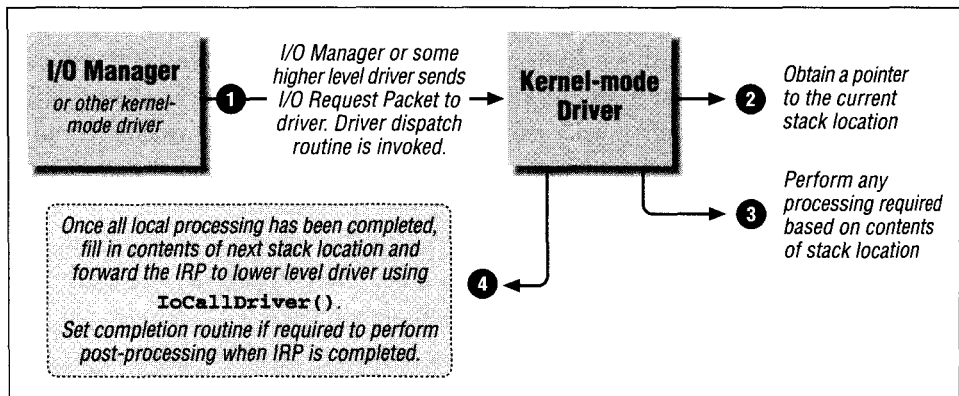 I/O Manager
or other kernel-
mode driver
1
I/O Manager or some
higher level driver sends
I/O Request Packet to
driver. Driver dispatch
routine is invoked.
Kernel-mode
Driver
2
Obtain a pointer
to the current
stack location
3
Perform any
processing required
based on contents
of stack location
Once all local processing has been completed,
fill in contents of next stack location and
forward the IRP to lower level driver using
IoCallDriver().
Set completion routine if required to perform
post-processing when IRP is completed.
4